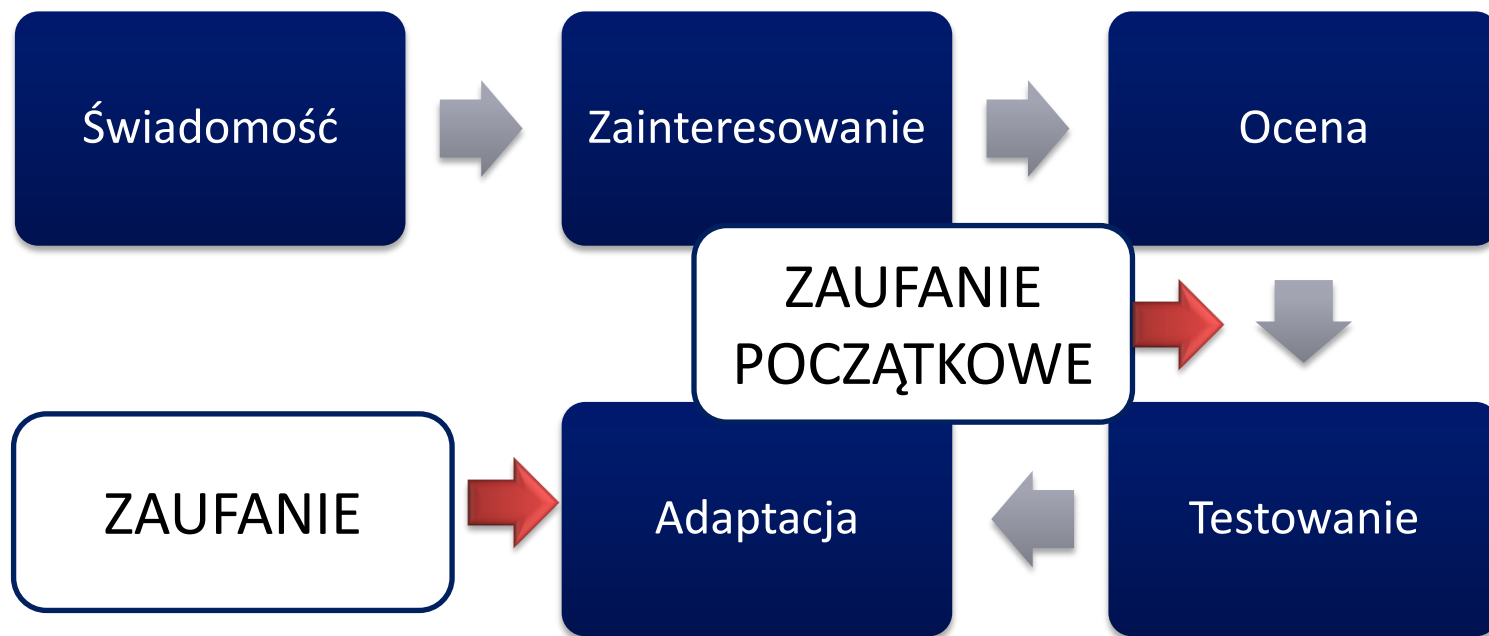 Świadomość
Zainteresowanie
Ocena
ZAUFANIE
POCZĄTKOWE
ZAUFANIE
Adaptacja
Testowanie